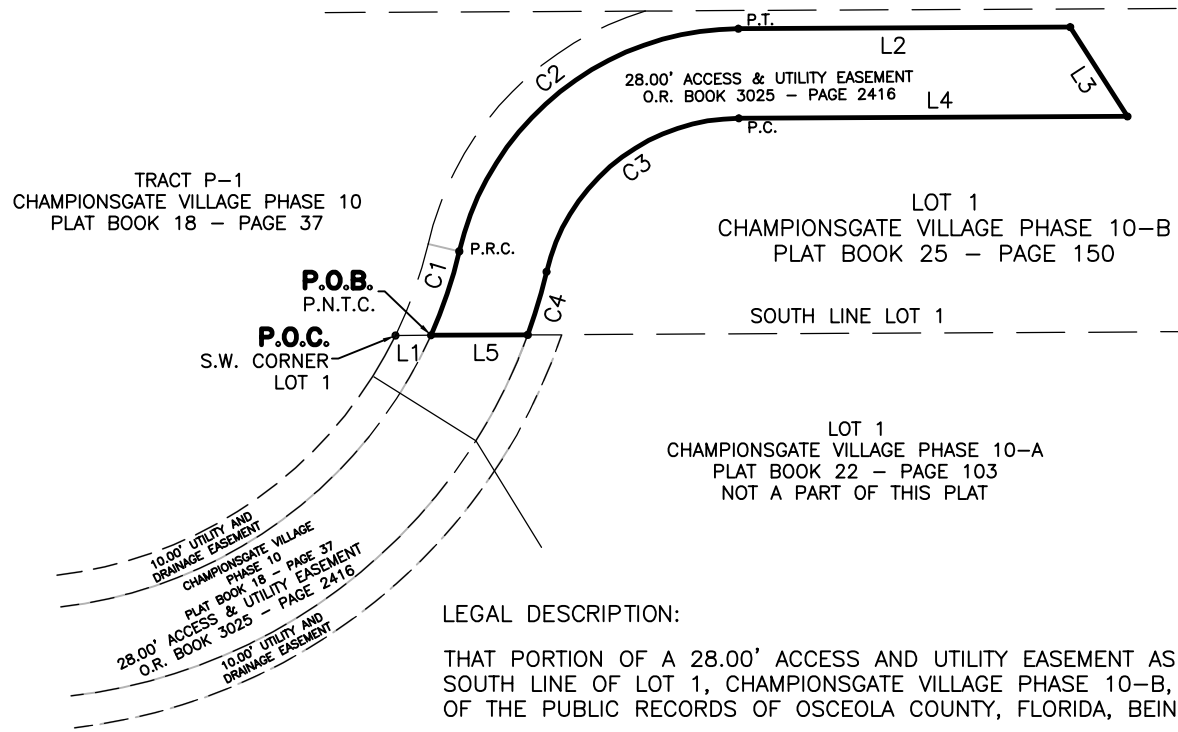 P.T.
L2
C2
L3
28.00' ACCESS & UTILITY EASEMENT
O.R. BOOK 3025 – PAGE 2416
L4
P.C.
C3
TRACT P–1
CHAMPIONSGATE VILLAGE PHASE 10
PLAT BOOK 18 – PAGE 37
LOT 1
CHAMPIONSGATE VILLAGE PHASE 10–B
PLAT BOOK 25 – PAGE 150
P.R.C.
C1
P.O.B.
P.N.T.C.
C4
SOUTH LINE LOT 1
P.O.C.
S.W. CORNER
LOT 1
L1
L5
LOT 1
CHAMPIONSGATE VILLAGE PHASE 10–A
PLAT BOOK 22 – PAGE 103
NOT A PART OF THIS PLAT
10.00' UTILITY AND
DRAINAGE EASEMENT
CHAMPIONSGATE VILLAGE
PHASE 10
PLAT BOOK 18 – PAGE 37
28.00' ACCESS & UTILITY EASEMENT
O.R. BOOK 3025 – PAGE 2416
10.00' UTILITY AND
DRAINAGE EASEMENT
LEGAL DESCRIPTION:
THAT PORTION OF A 28.00' ACCESS AND UTILITY EASEMENT AS
SOUTH LINE OF LOT 1, CHAMPIONSGATE VILLAGE PHASE 10–B,
OF THE PUBLIC RECORDS OF OSCEOLA COUNTY, FLORIDA, BEIN